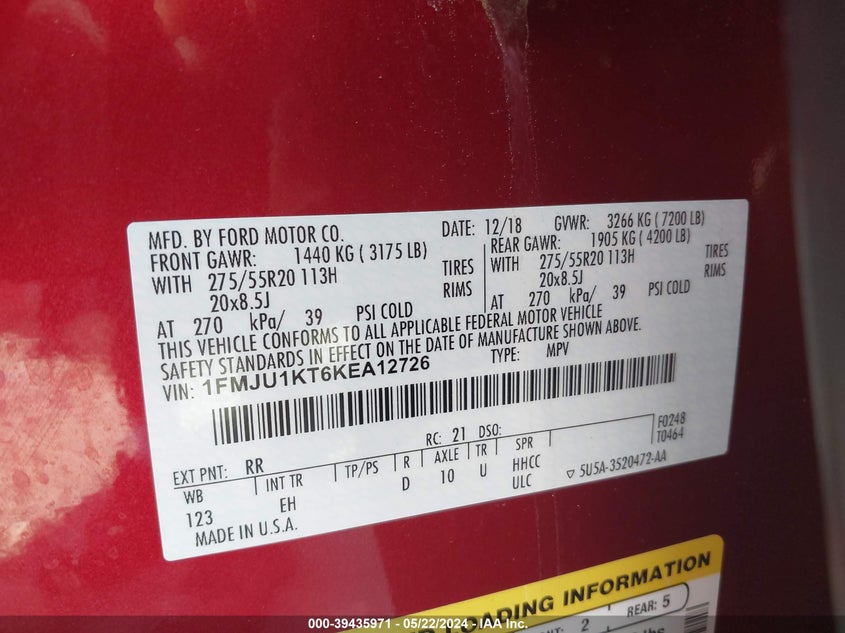 MFD. BY FORD MOTOR CO. DATE: 12/18 GVWR: 3266 KG ( 7200 LB)
FRONT GAWR: 1440 KG ( 3175 LB) REAR GAWR: 1905 KG ( 4200 LB)
WITH 275/55R20 113H TIRES WITH 275/55R20 113H TIRES
20x8.5J RIMS 20x8.5J RIMS
AT 270 kPa/ 39 PSI COLD AT 270 kPa/ 39 PSI COLD
THIS VEHICLE CONFORMS TO ALL APPLICABLE FEDERAL MOTOR VEHICLE
SAFETY STANDARDS IN EFFECT ON THE DATE OF MANUFACTURE SHOWN ABOVE.
VIN: 1FMJU1KT6KEA12726 TYPE: MPV
F0248
T0464
EXT PNT: RR RC: 21 DSO:
WB INT TR TP/PS R AXLE TR SPR
123 EH D 10 U HHCC
ULC
▽ 5U5A-3520472-AA
MADE IN U.S.A.
LOADING INFORMATION
2 REAR: 5
000-39435971 - 05/22/2024 - IAAI.com, Inc.